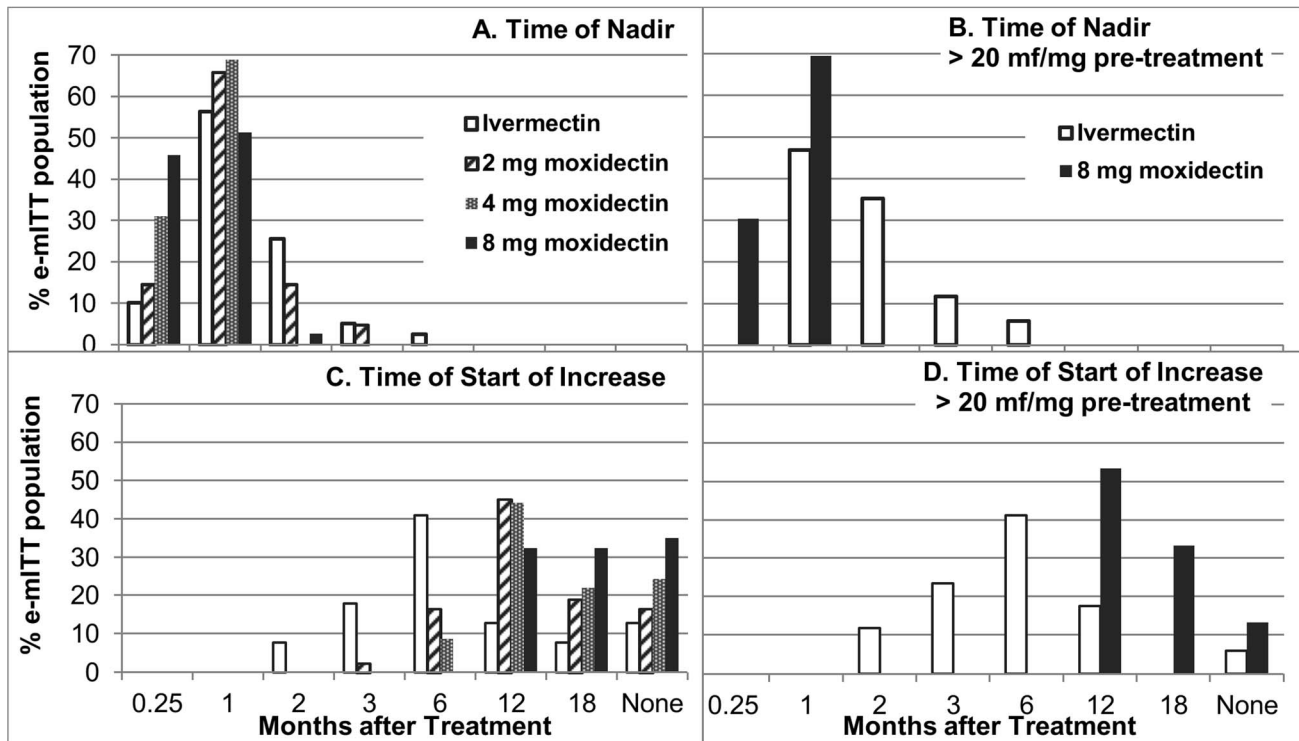 A. Time of Nadir
% e-mITT population
70
60
50
40
30
20
10
0
Ivermectin
2 mg moxidectin
4 mg moxidectin
8 mg moxidectin
B. Time of Nadir
> 20 mf/mg pre-treatment
Ivermectin
8 mg moxidectin
C. Time of Start of Increase
% e-mITT population
70
60
50
40
30
20
10
0
0.25 1 2 3 6 12 18 None
Months after Treatment
D. Time of Start of Increase
> 20 mf/mg pre-treatment
0.25 1 2 3 6 12 18 None
Months after Treatment